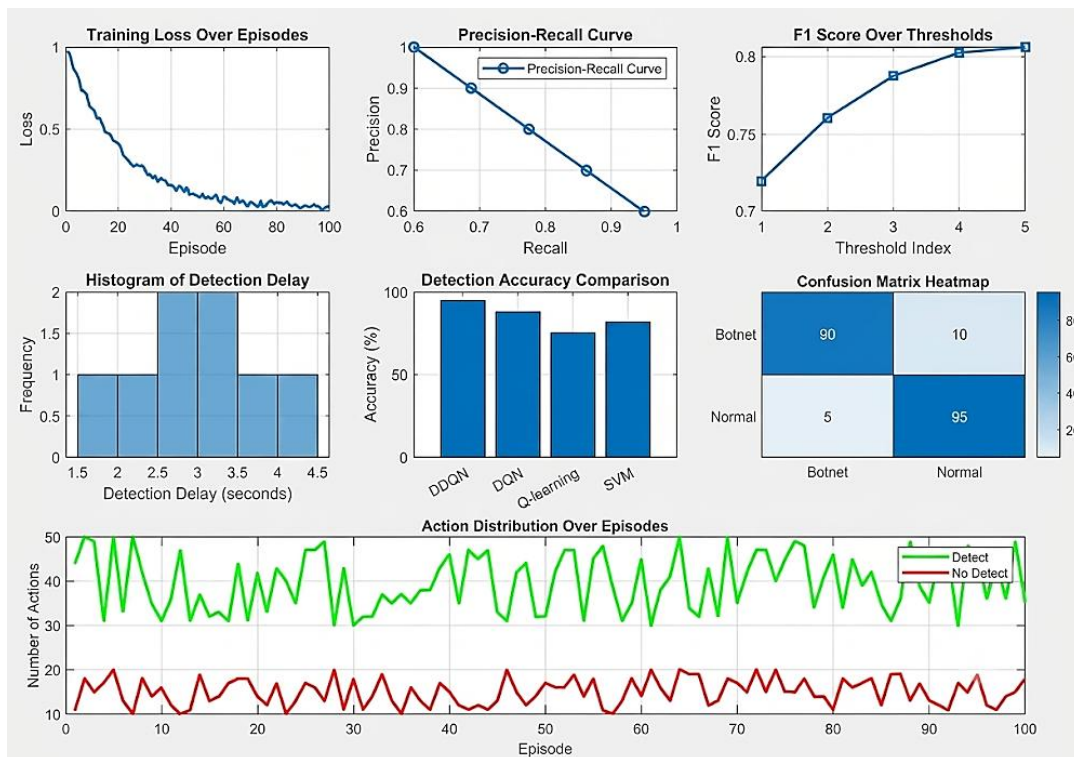 Training Loss Over Episodes
1
0.5
0
Loss
0 20 40 60 80 100
Episode
Precision-Recall Curve
Precision-Recall Curve
1
0.9
0.8
0.7
0.6
Precision
0.6 0.7 0.8 0.9 1
Recall
F1 Score Over Thresholds
0.8
0.75
0.7
F1 Score
1 2 3 4 5
Threshold Index
Histogram of Detection Delay
2
1.5
1
0.5
0
Frequency
1.5 2 2.5 3 3.5 4 4.5
Detection Delay (seconds)
Detection Accuracy Comparison
100
50
0
Accuracy (%)
DDQN DQN Q-learning SVM
Confusion Matrix Heatmap
Botnet 90 10
Normal 5 95
Botnet Normal
8
6
4
2
Action Distribution Over Episodes
50
40
30
20
10
Number of Actions
Detect
No Detect
0 10 20 30 40 50 60 70 80 90 100
Episode